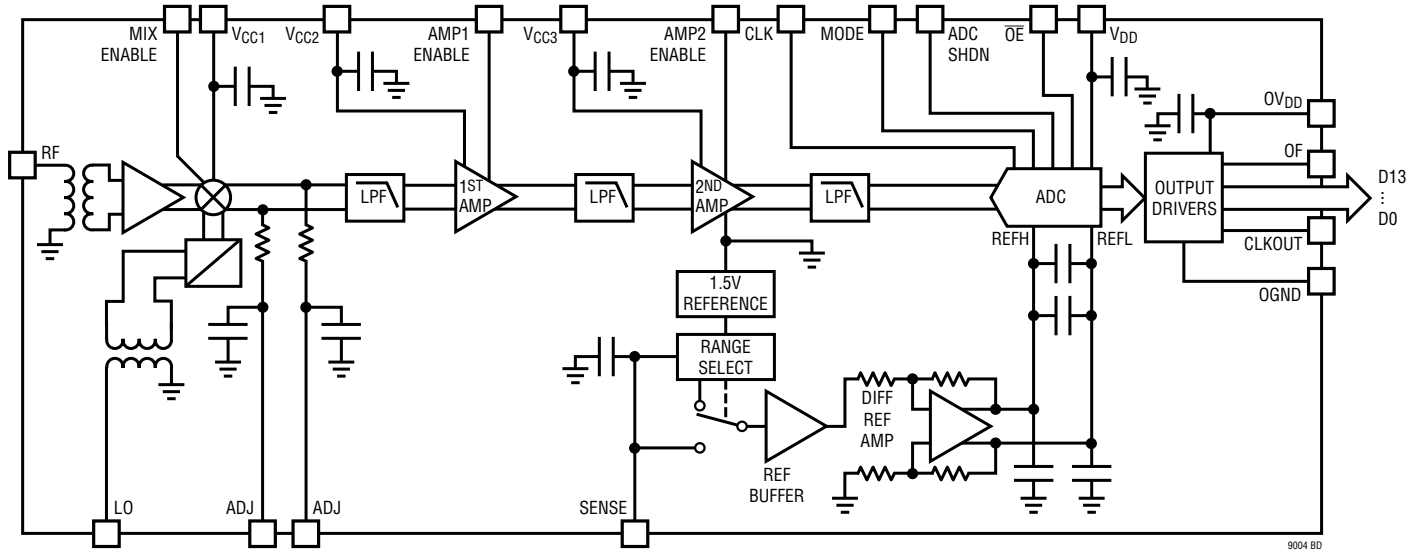 MIX
ENABLE
VCC1
VCC2
AMP1
ENABLE
VCC3
AMP2
ENABLE
CLK
MODE
ADC
SHDN
OE
VDD
OVDD
RF
OF
LPF
1ST
AMP
LPF
2ND
AMP
LPF
ADC
OUTPUT
DRIVERS
D13
⋮
D0
REFH
REFL
CLKOUT
OGND
1.5V
REFERENCE
RANGE
SELECT
DIFF
REF
AMP
REF
BUFFER
LO
ADJ
ADJ
SENSE
9004 BD